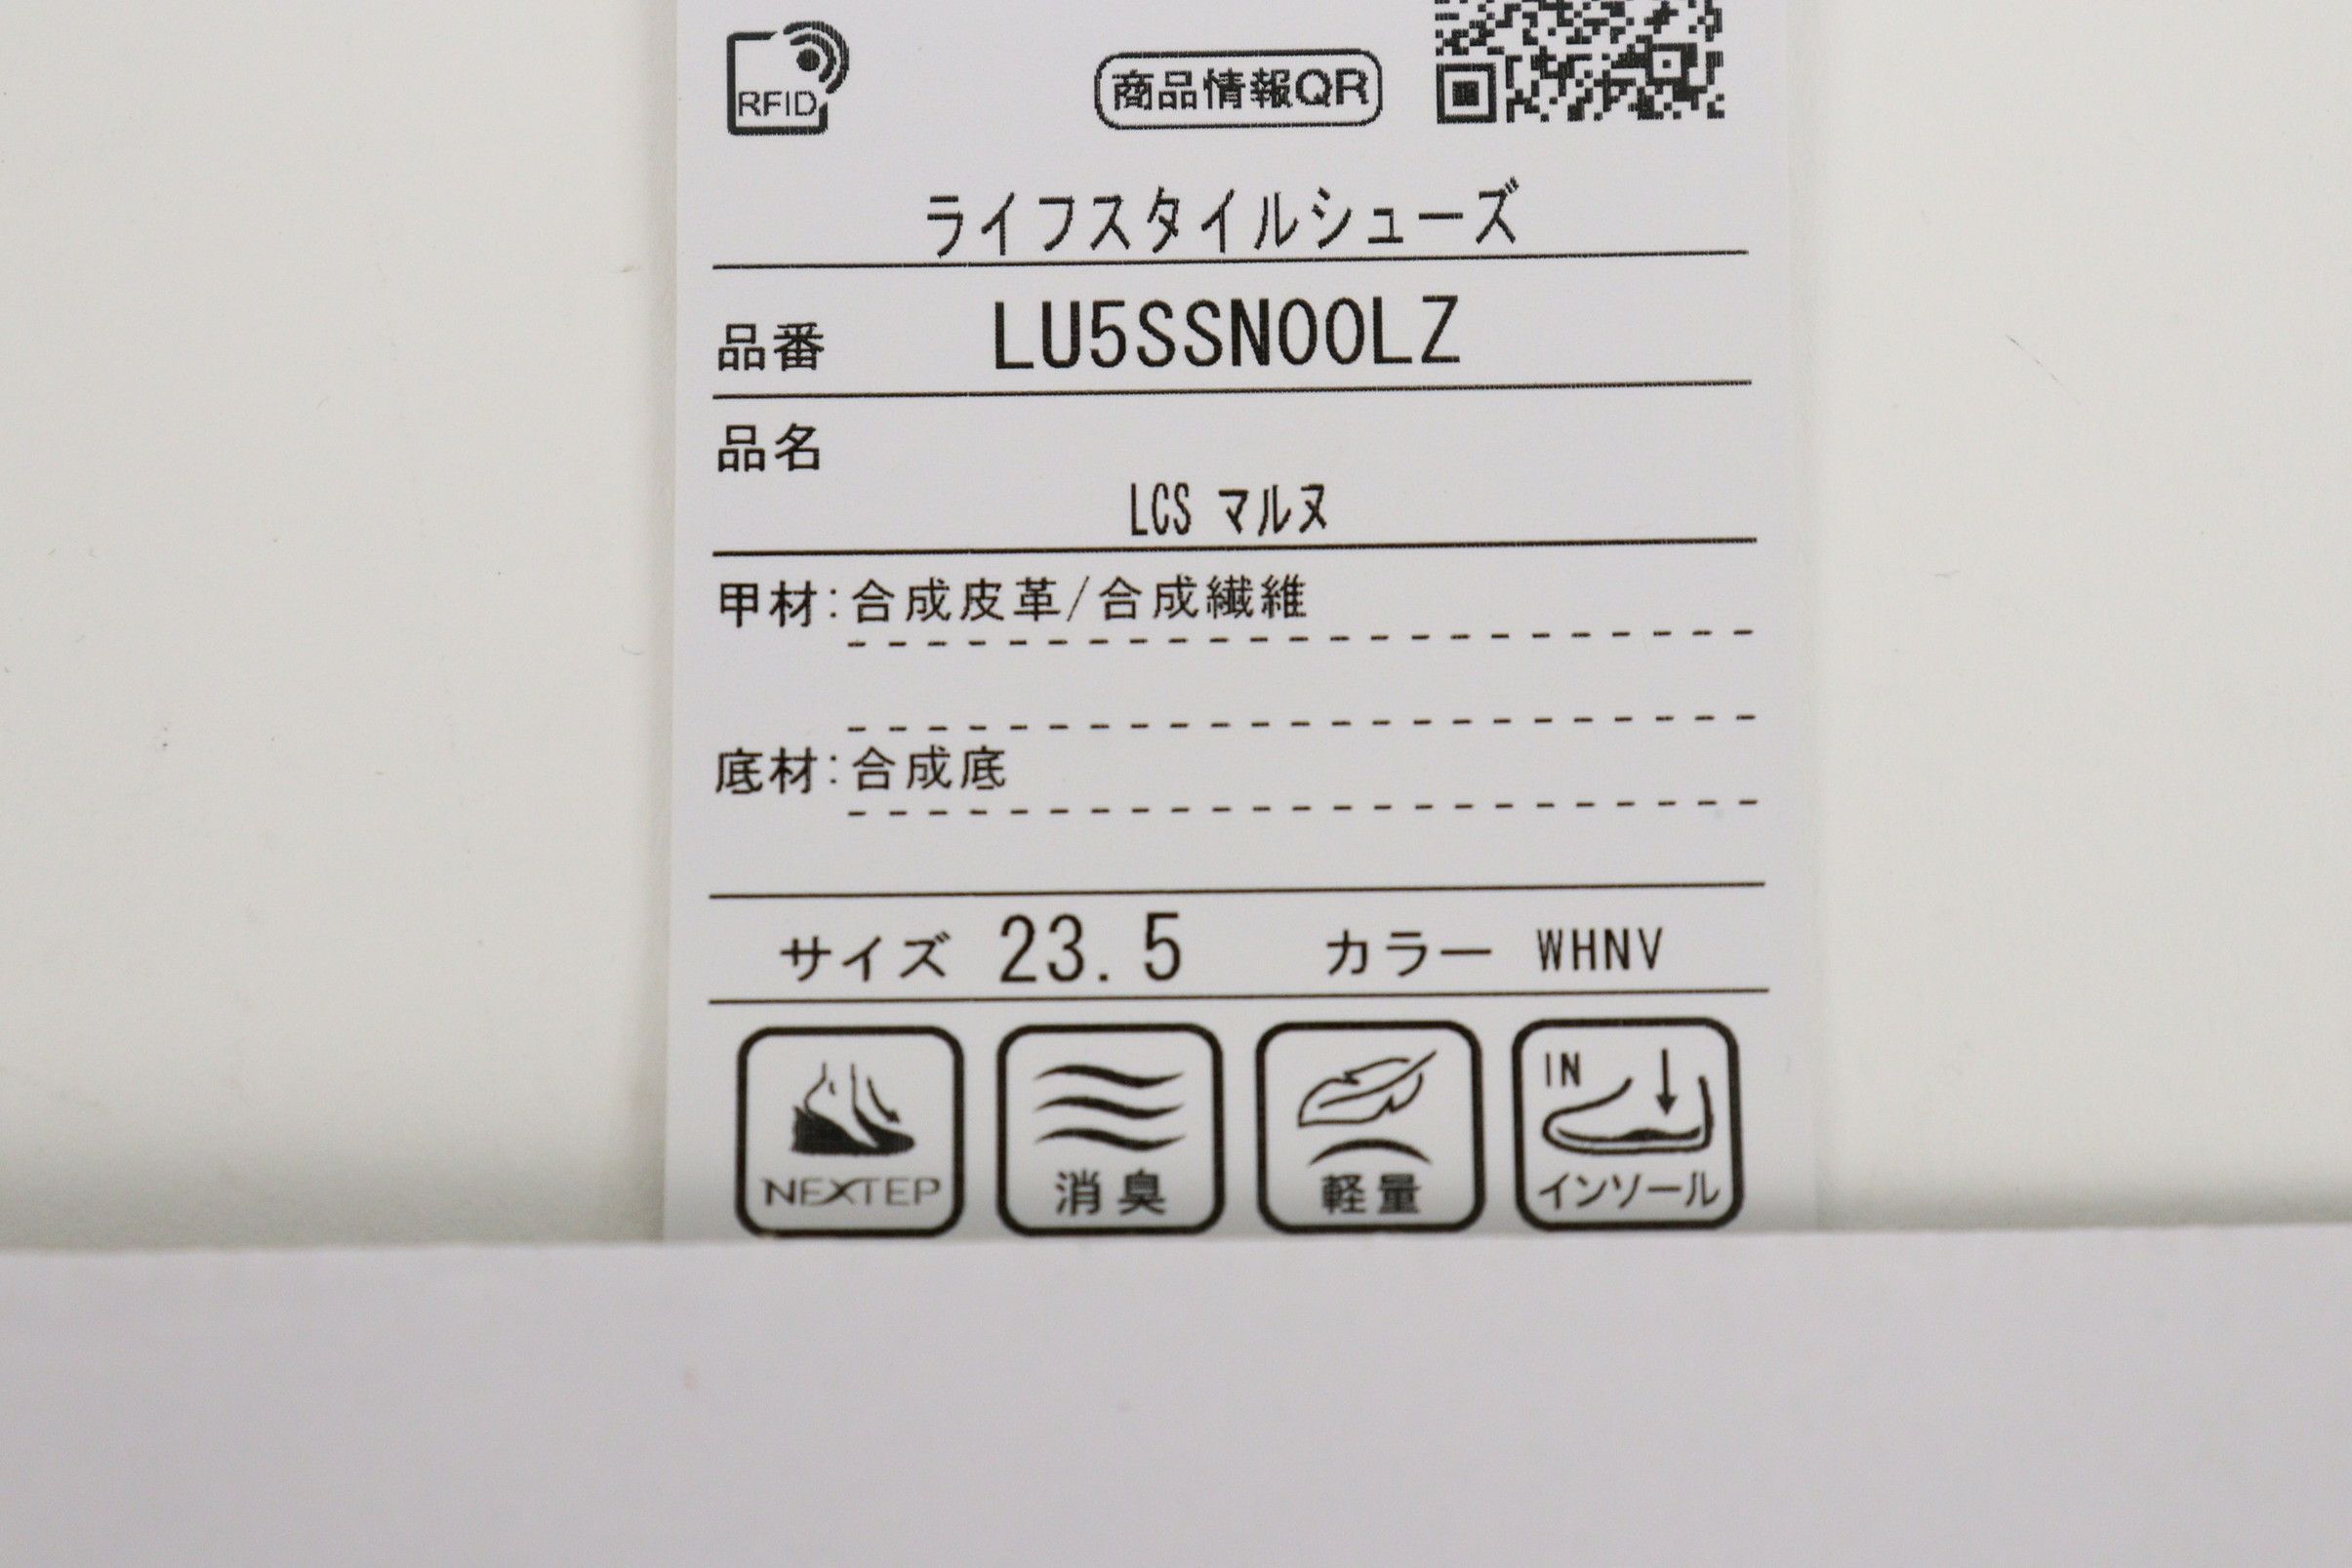 RFID
商品情報QR
ライフスタイルシューズ
品番 LU5SSN00LZ
品名
LCS マルヌ
甲材:合成皮革/合成繊維
底材:合成底
サイズ 23.5 カラー WHNV
NEXTEP
消臭
軽量
IN
インソール